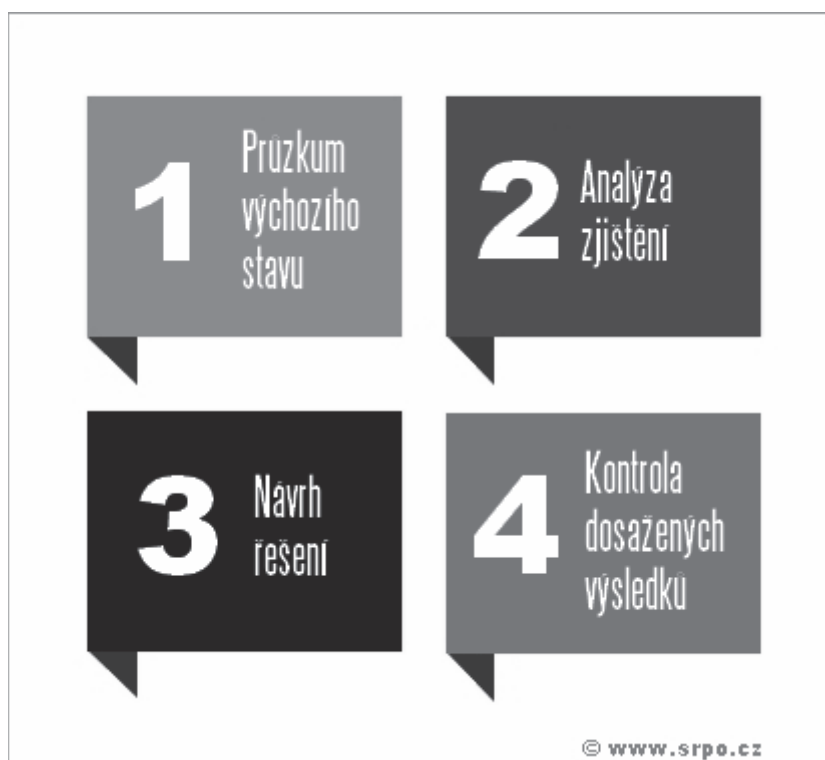 1
Průzkum
výchozího
stavu
2
Analýza
zjištění
3
Návrh
řešení
4
Kontrola
dosažených
výsledků
© www.srpo.cz